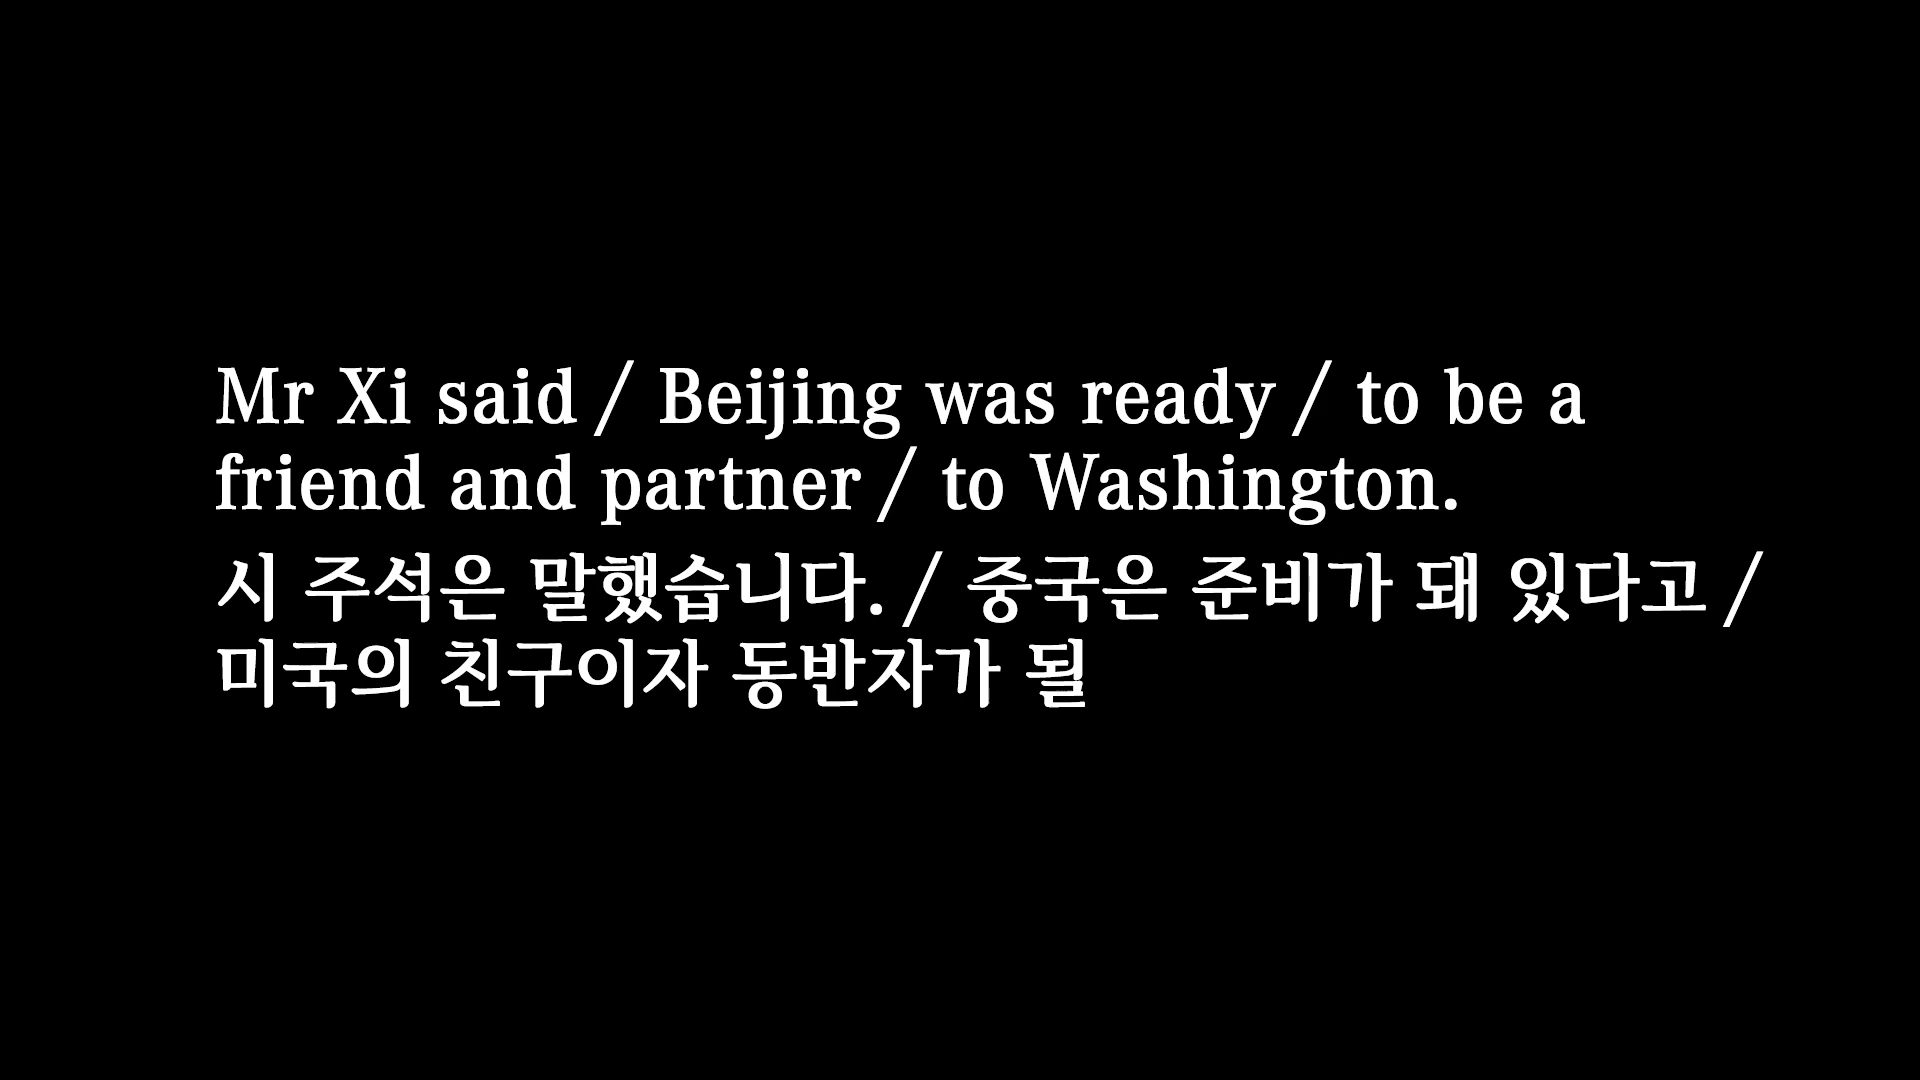 Mr Xi said / Beijing was ready / to be a
friend and partner / to Washington.
시 주석은 말했습니다. / 중국은 준비가 돼 있다고 /
미국의 친구이자 동반자가 될